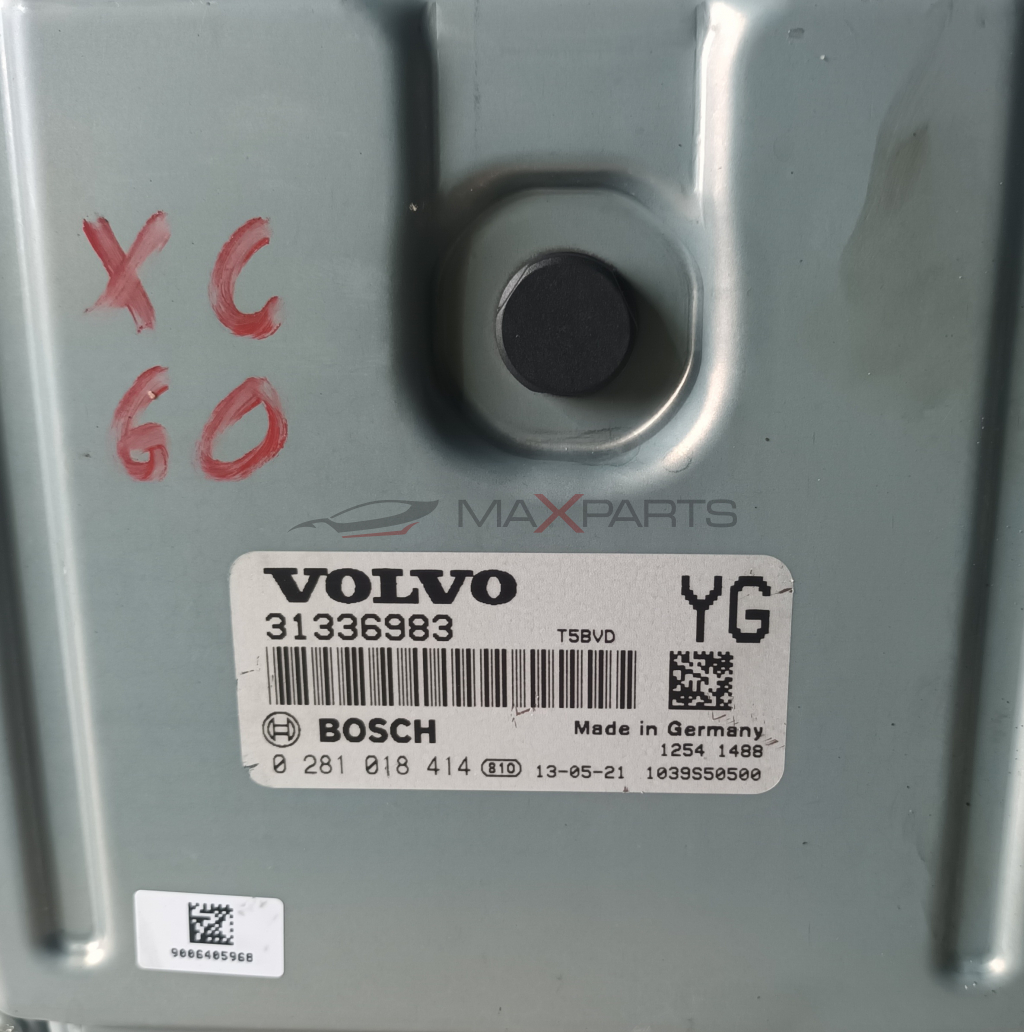 XC
60
MAXPARTS
VOLVO
YG
31336983 T5BVD
BOSCH Made in Germany
1254 1488
0 281 018 414 810 13-05-21 1039S50500
9006405968